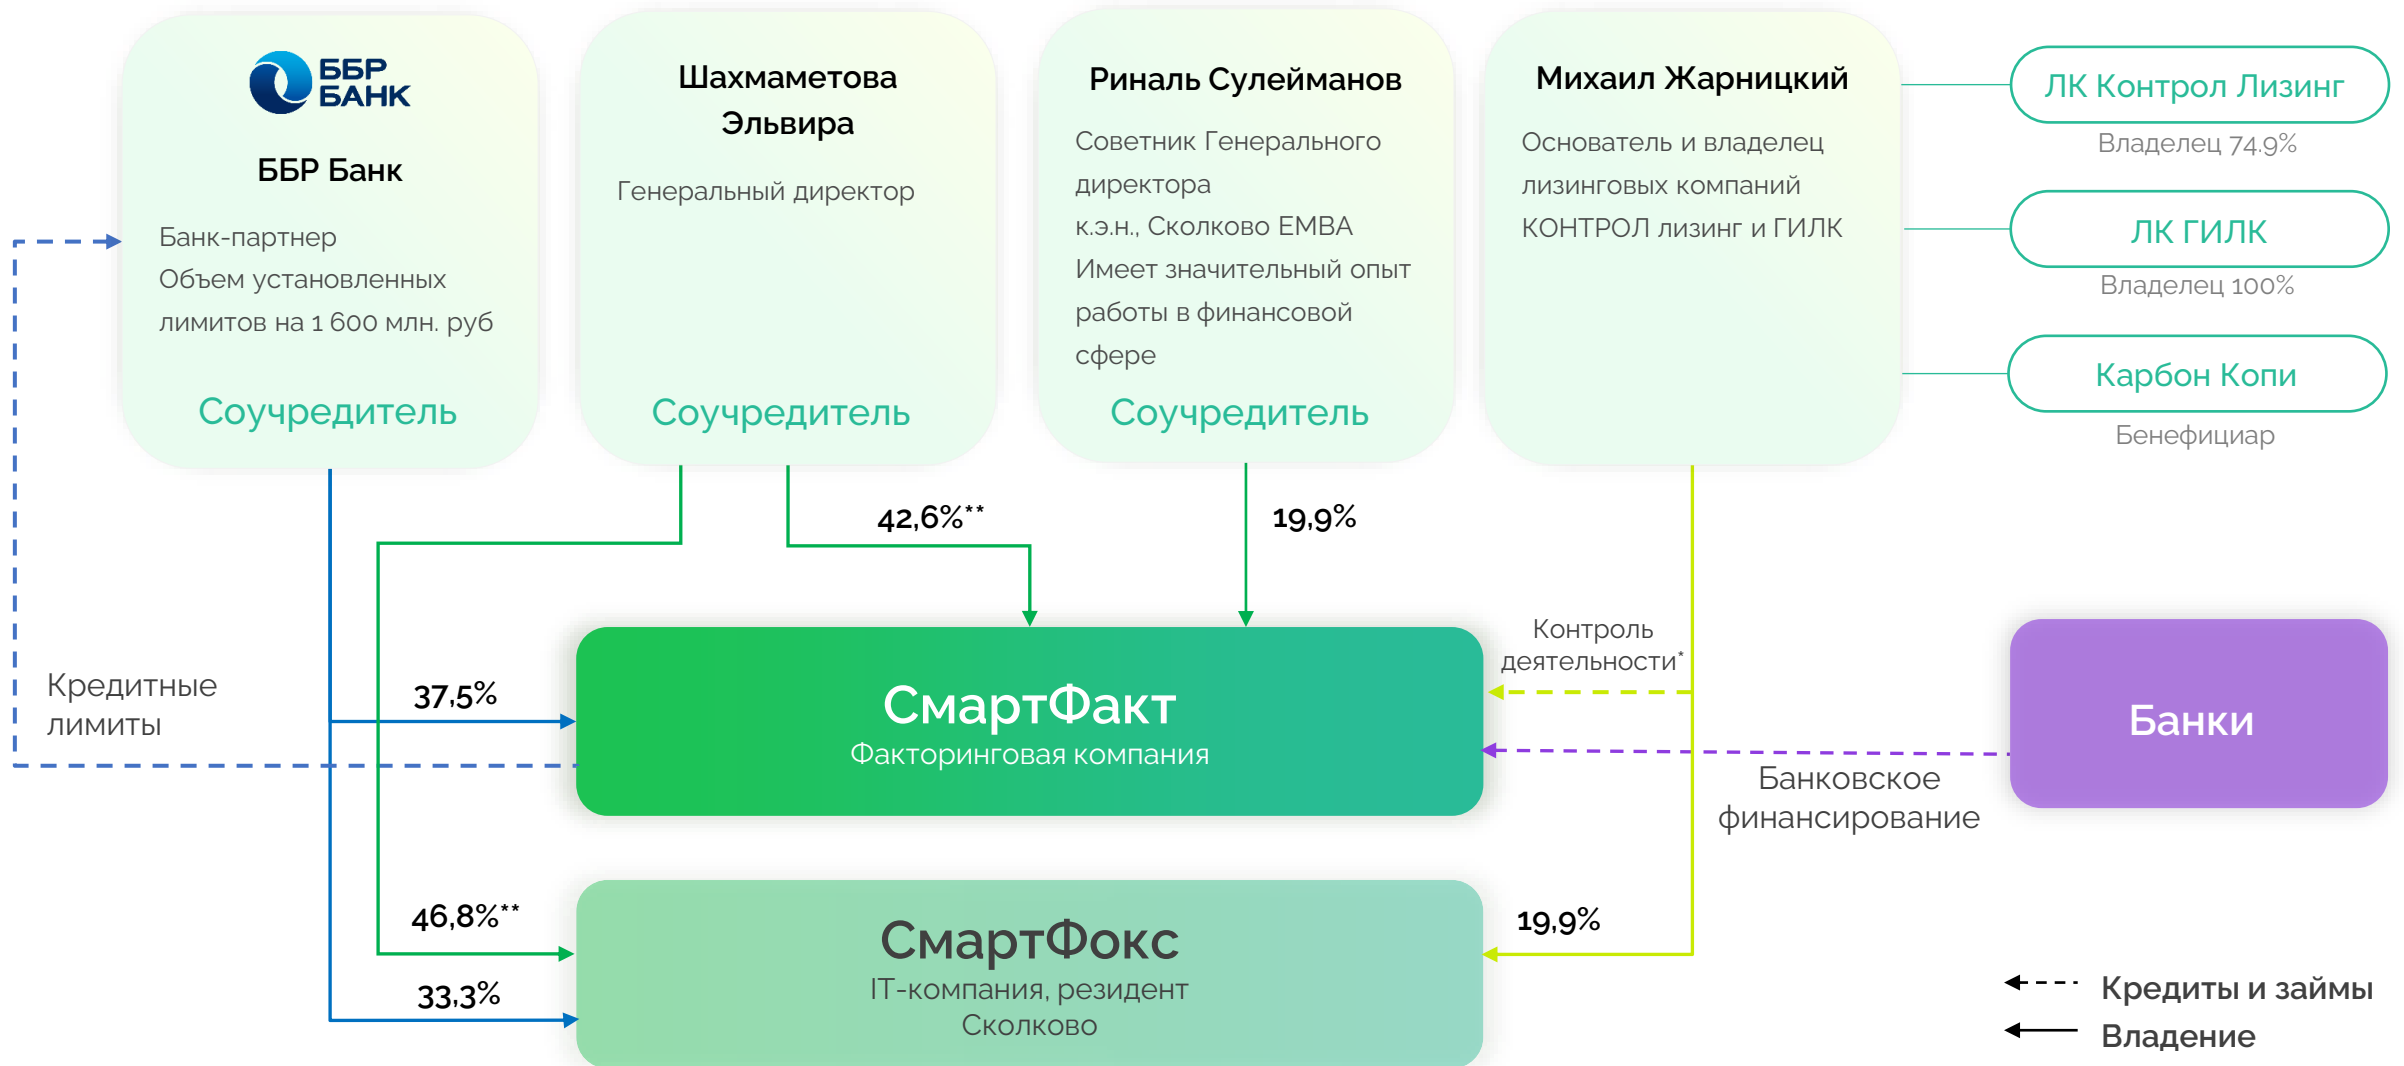 ББР
БАНК
ББР Банк
Банк-партнер
Объем установленных
лимитов на 1 600 млн. руб
Соучредитель
Шахмаметова
Эльвира
Генеральный директор
Соучредитель
Риналь Сулейманов
Советник Генерального
директора
к.э.н., Сколково EMBA
Имеет значительный опыт
работы в финансовой
сфере
Соучредитель
Михаил Жарницкий
Основатель и владелец
лизинговых компаний
КОНТРОЛ лизинг и ГИЛК
ЛК Контрол Лизинг
Владелец 74.9%
ЛК ГИЛК
Владелец 100%
Карбон Копи
Бенефициар
42,6%**
19,9%
Кредитные
лимиты
37,5%
СмартФакт
Факторинговая компания
Контроль
деятельности*
Банковское
финансирование
Банки
46,8%**
33,3%
СмартФокс
IT-компания, резидент
Сколково
19,9%
Кредиты и займы
Владение